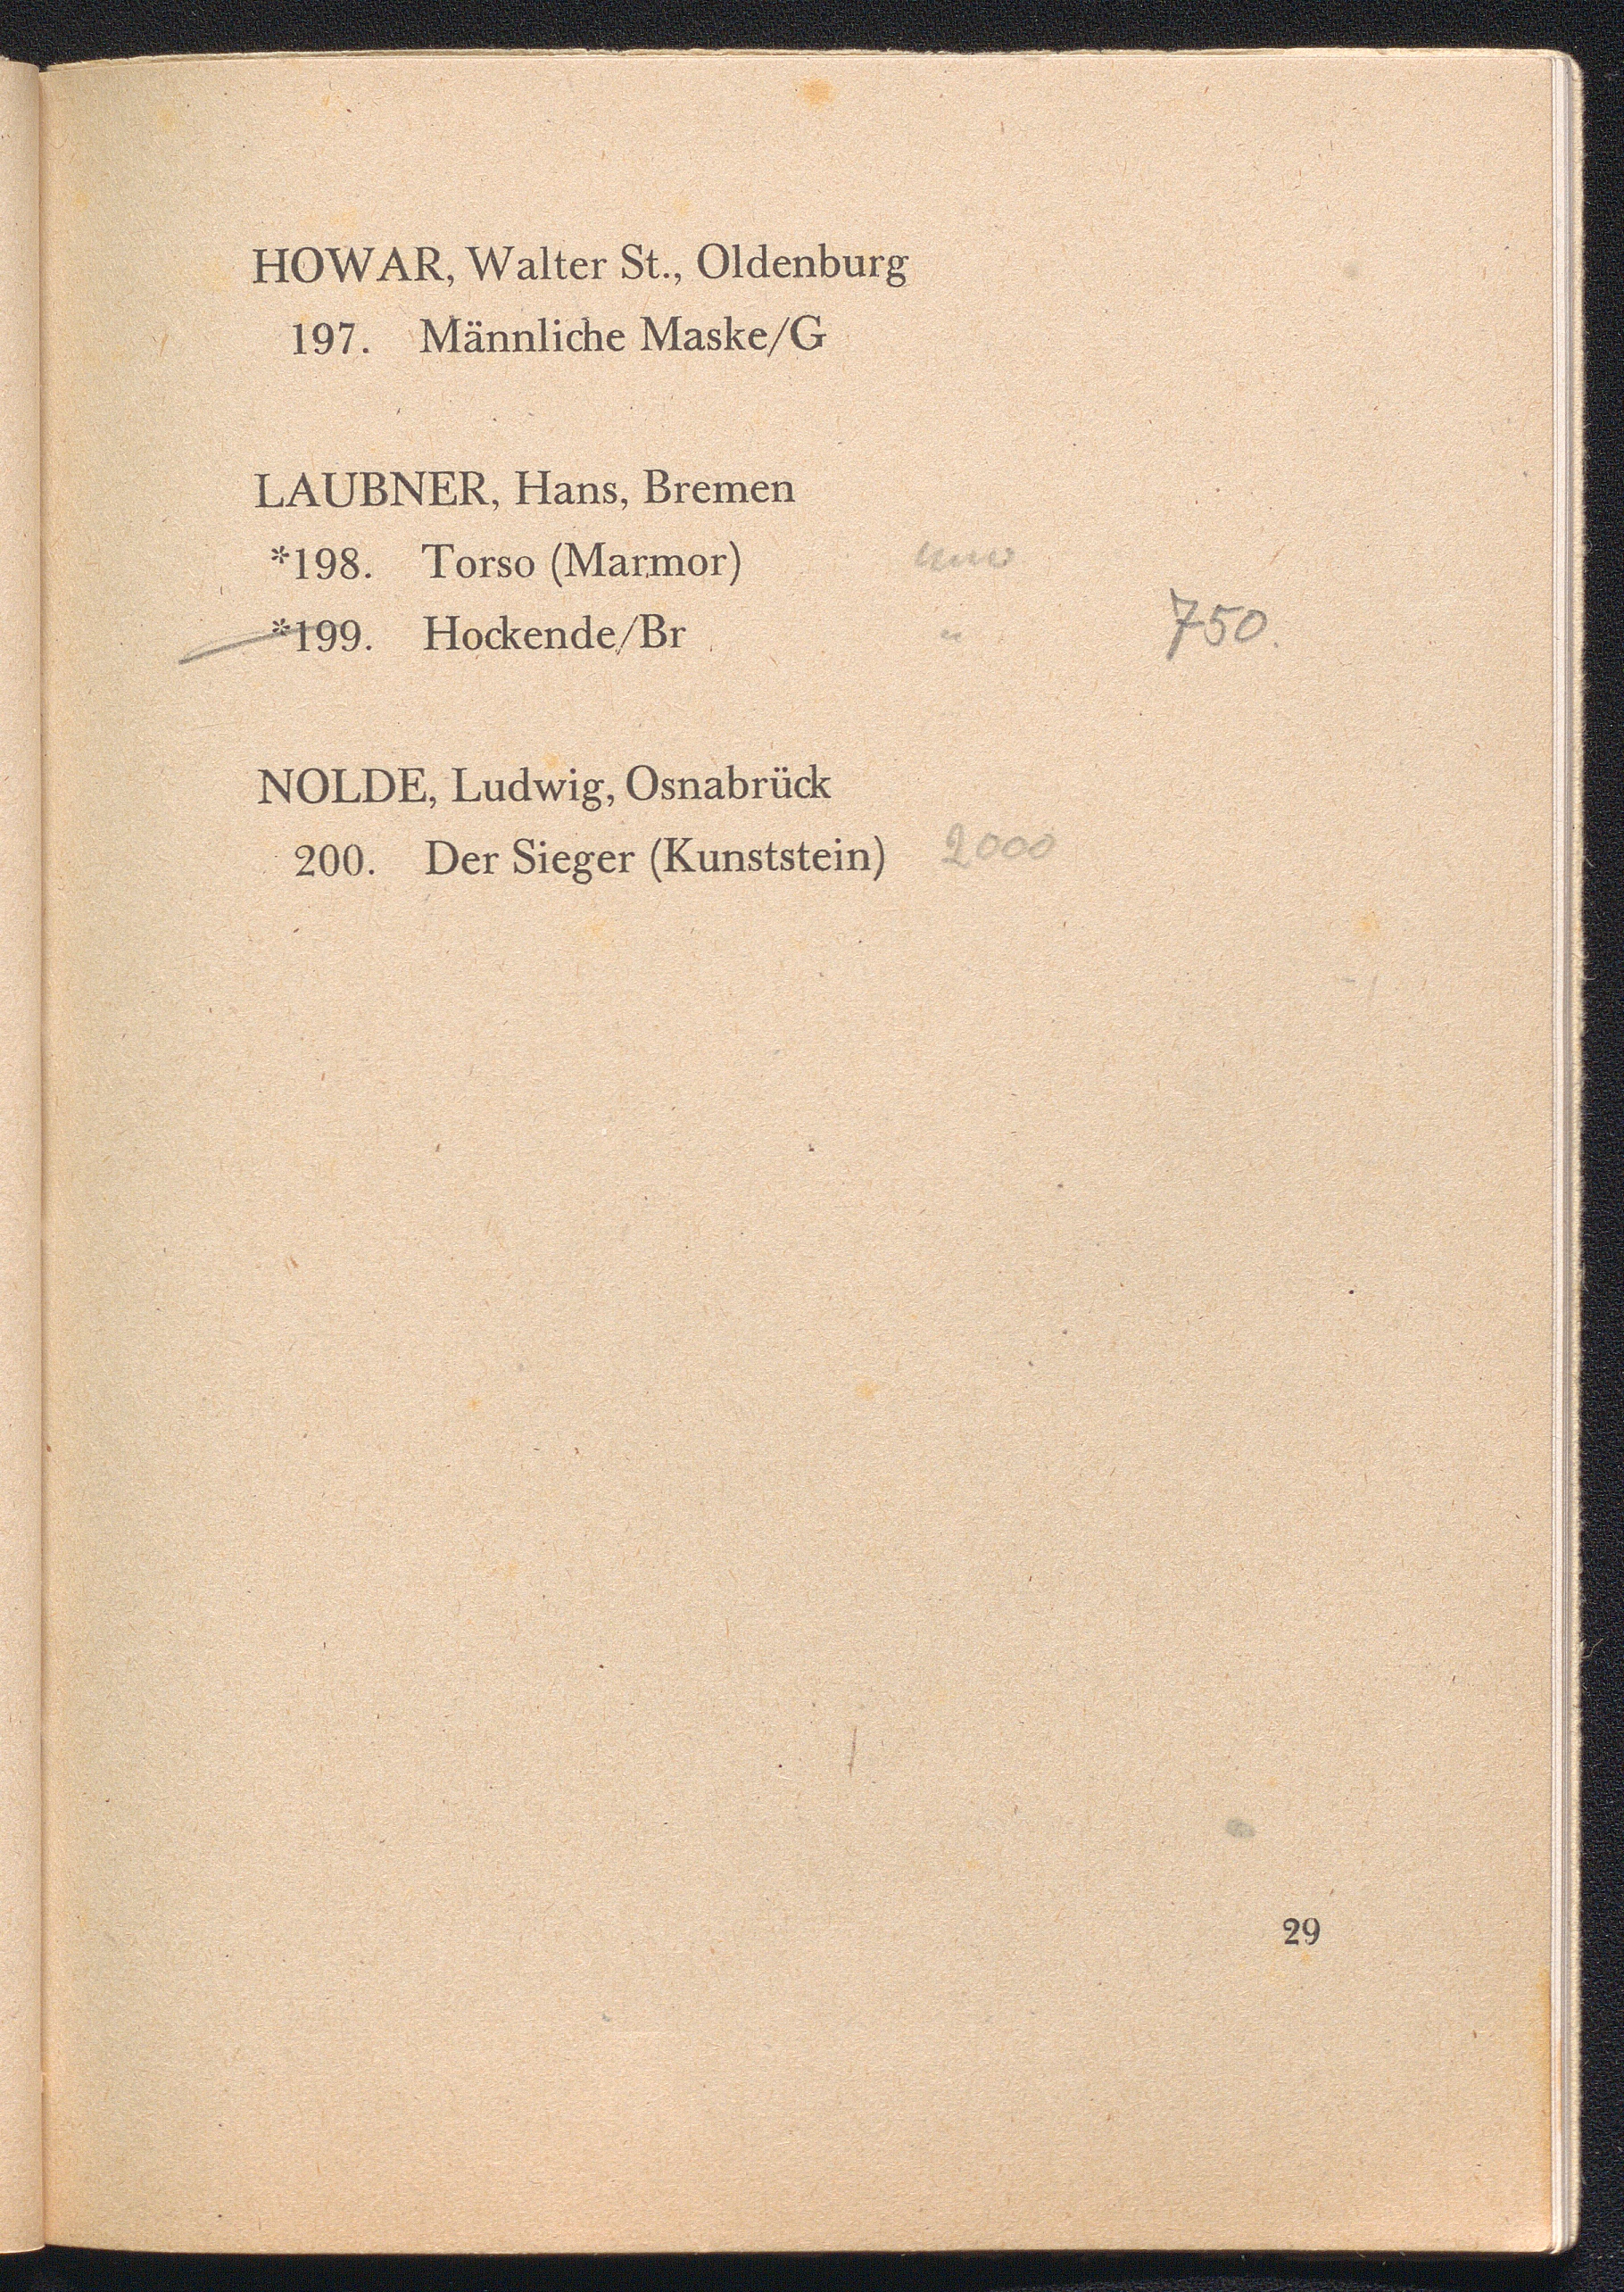 HOWAR, Walter St., Oldenburg
197. Männliche Maske/G
LAUBNER, Hans, Bremen
*198. Torso (Marmor)
*199. Hockende/Br " 750.
NOLDE, Ludwig, Osnabrück
200. Der Sieger (Kunststein) 2000
29